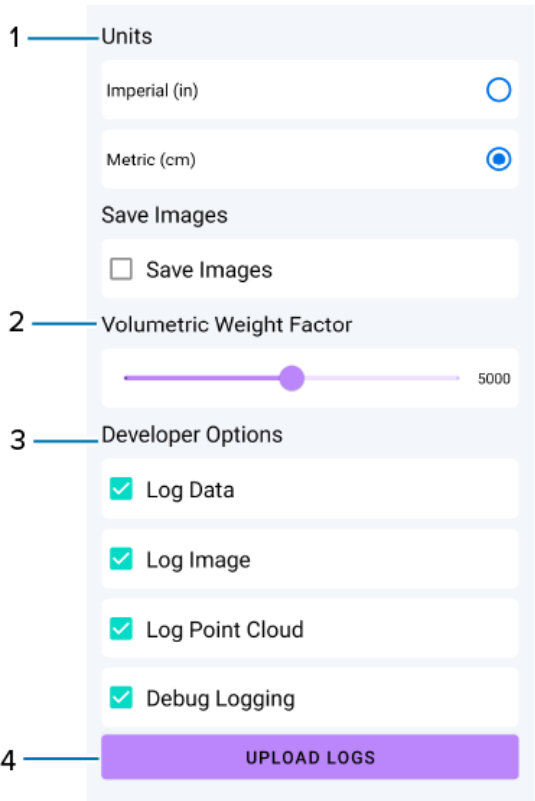 1 Units
Imperial (in)
Metric (cm)
Save Images
Save Images
2 Volumetric Weight Factor
5000
3 Developer Options
Log Data
Log Image
Log Point Cloud
Debug Logging
4 UPLOAD LOGS